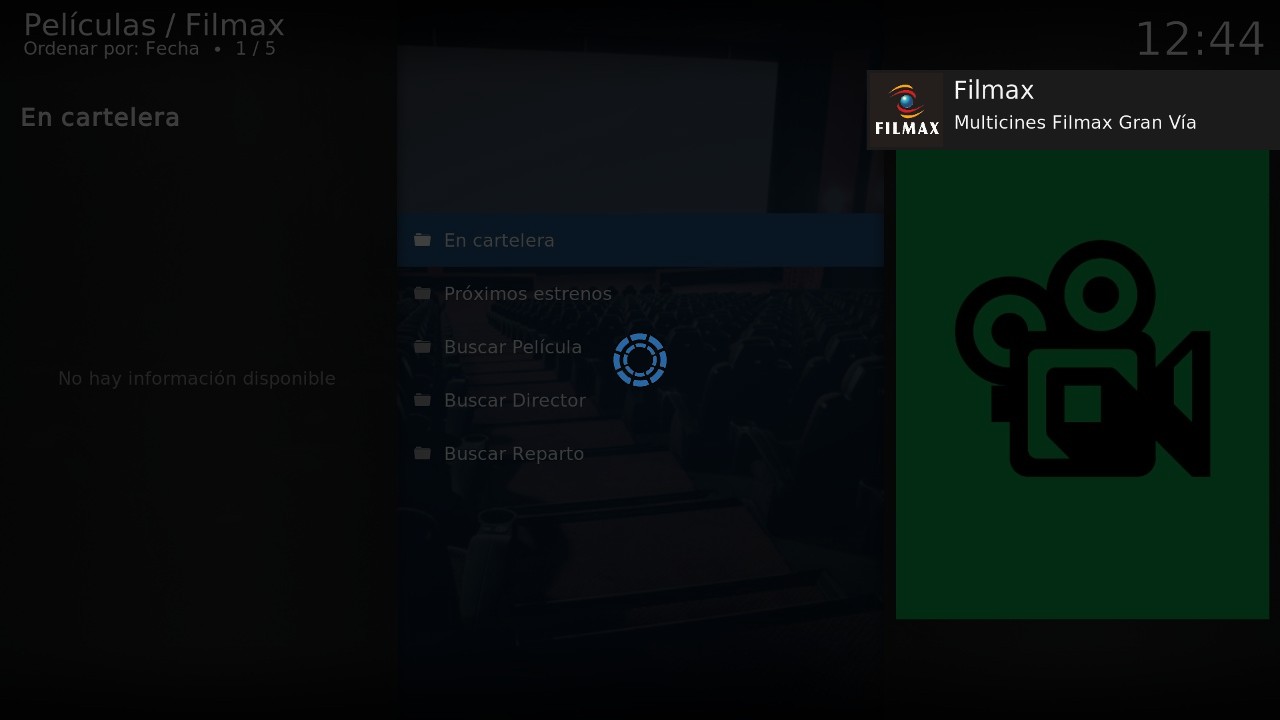 Películas / Filmax
Ordenar por: Fecha • 1 / 5
12:44
FILMAX
Filmax
Multicines Filmax Gran Vía
En cartelera
En cartelera
Próximos estrenos
Buscar Película
No hay información disponible
Buscar Director
Buscar Reparto